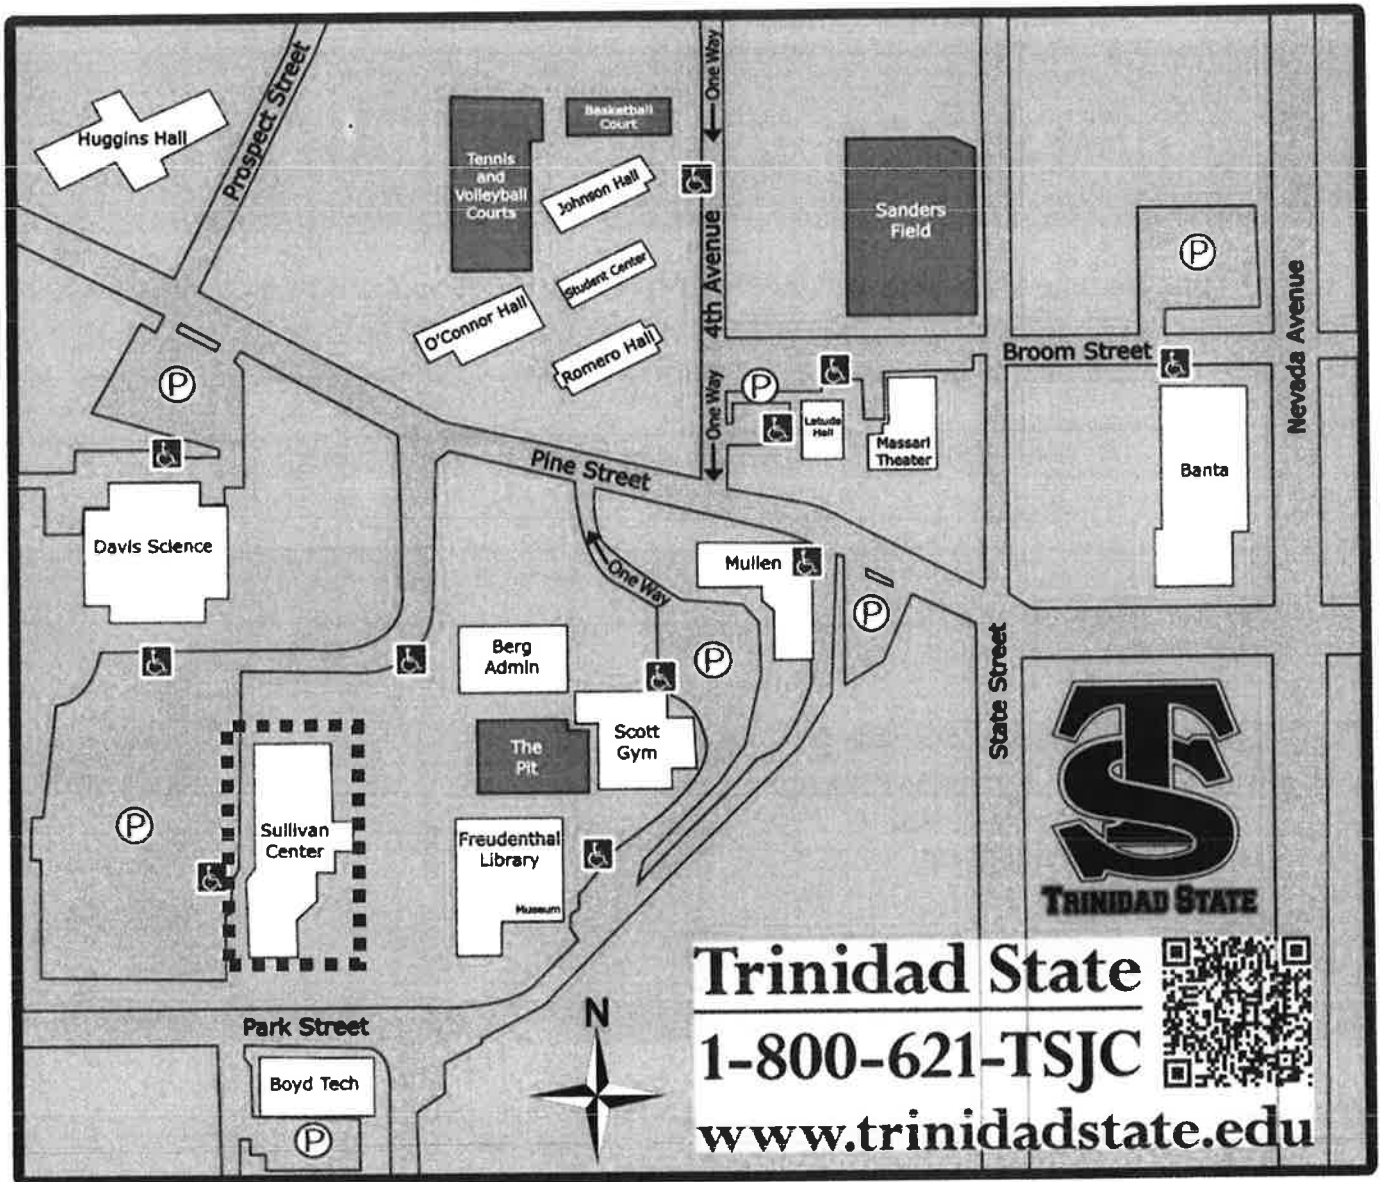 One Way
Prospect Street
Huggins Hall
Basketball
Court
Tennis
and
Volleyball
Courts
Johnson Hall
Sanders
Field
P
Student Center
4th Avenue
Nevada Avenue
O'Connor Hall
Romero Hall
Broom Street
P
P
One Way
Latuda
Hall
Massari
Theater
Pine Street
Banta
Davis Science
Mullen
One Way
P
Berg
Admin
P
State Street
Scott
Gym
The
Pit
P
Sullivan
Center
Freudenthal
Library
Museum
TS
TRINIDAD STATE
Trinidad State
1-800-621-TSJC
www.trinidadstate.edu
N
Park Street
Boyd Tech
P